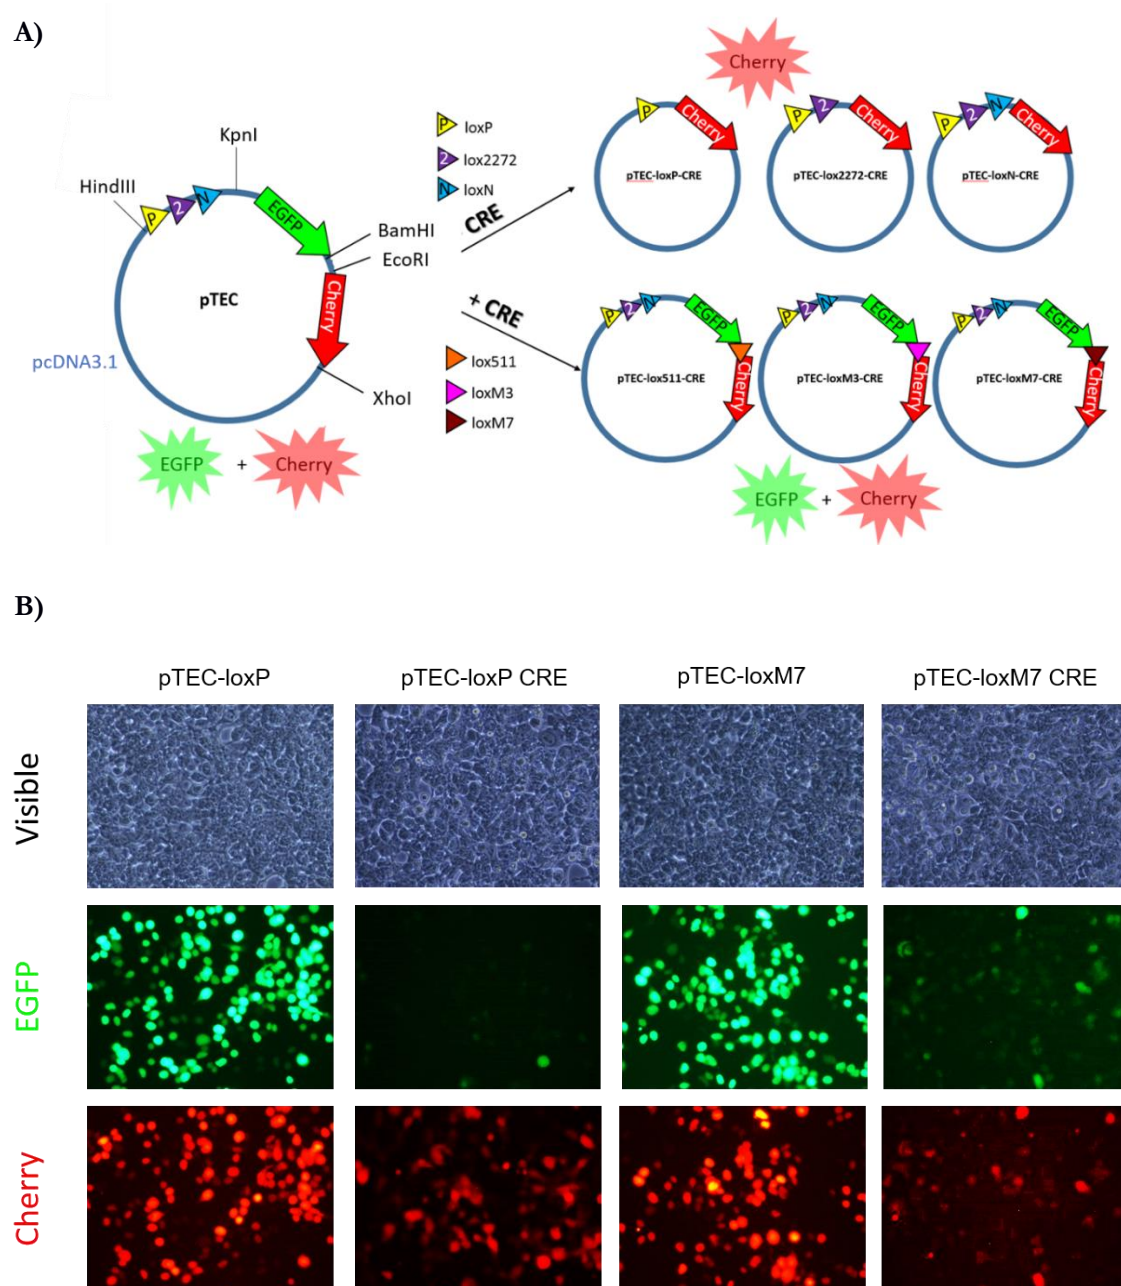 A)
Cherry
P loxP
2 lox2272
N loxN
KpnI
HindIII
P 2 N EGFP
BamHI
EcoRI
Cherry
pTEC
pcDNA3.1
XhoI
EGFP + Cherry
CRE
+ CRE
P Cherry
pTEC-loxP-CRE
P 2 Cherry
pTEC-lox2272-CRE
P 2 N Cherry
pTEC-loxN-CRE
lox511
loxM3
loxM7
P 2 N EGFP Cherry
pTEC-lox511-CRE
P 2 N EGFP Cherry
pTEC-loxM3-CRE
P 2 N EGFP Cherry
pTEC-loxM7-CRE
EGFP + Cherry
B)
pTEC-loxP pTEC-loxP CRE pTEC-loxM7 pTEC-loxM7 CRE
Visible
EGFP
Cherry